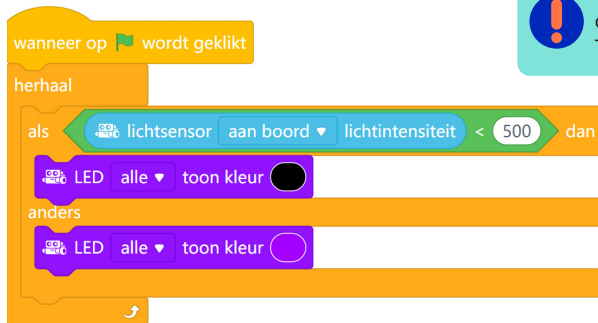 wanneer op wordt geklikt
herhaal
als lichtsensor aan boord lichtintensiteit < 500 dan
LED alle toon kleur
anders
LED alle toon kleur